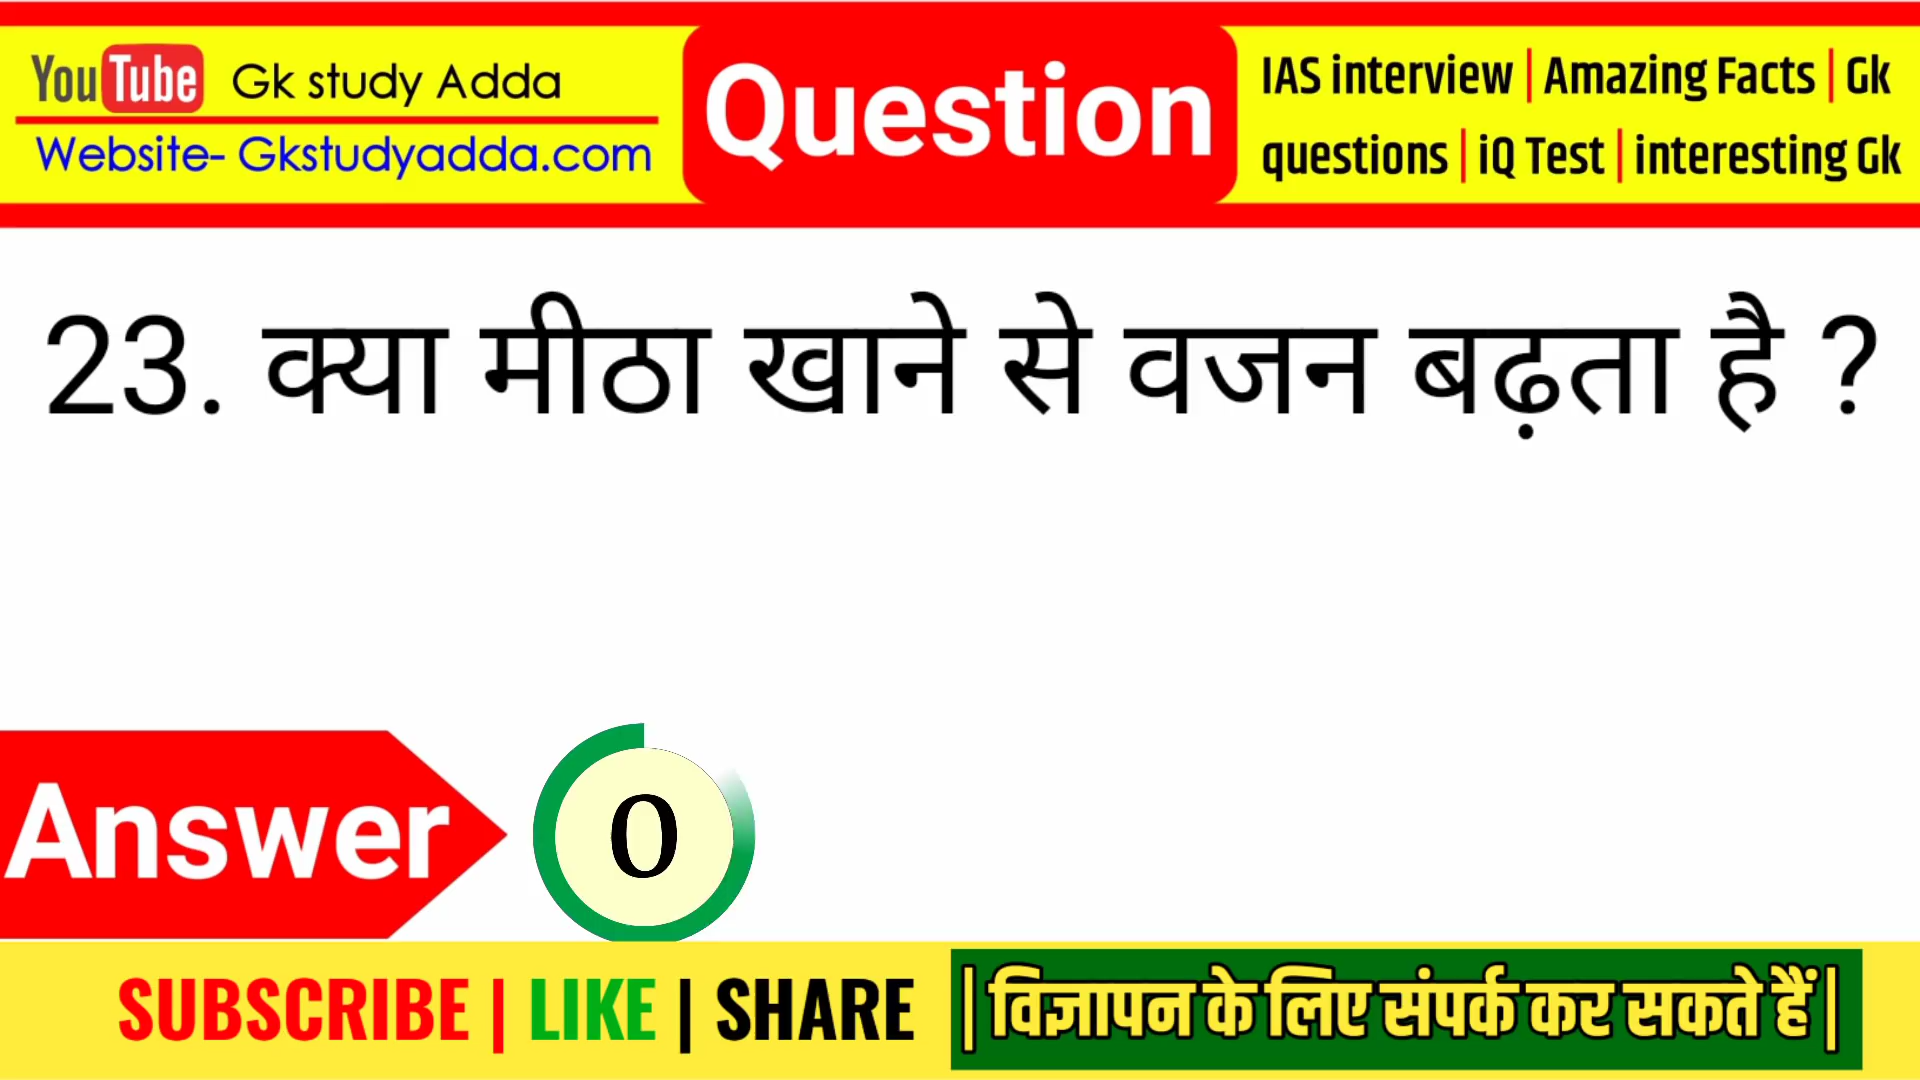 YouTube Gk study Adda
Website- Gkstudyadda.com
Question
IAS interview | Amazing Facts | Gk
questions | iQ Test | interesting Gk
23. क्या मीठा खाने से वजन बढ़ता है ?
Answer
0
SUBSCRIBE | LIKE | SHARE
| विज्ञापन के लिए संपर्क कर सकते हैं |